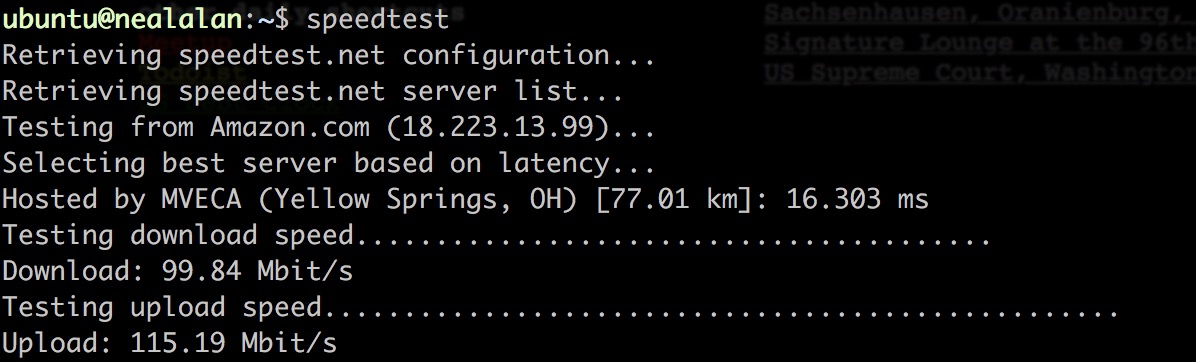 ubuntu@nealalan:~$ speedtest
Retrieving speedtest.net configuration...
Retrieving speedtest.net server list...
Testing from Amazon.com (18.223.13.99)...
Selecting best server based on latency...
Hosted by MVECA (Yellow Springs, OH) [77.01 km]: 16.303 ms
Testing download speed........................................
Download: 99.84 Mbit/s
Testing upload speed..................................................
Upload: 115.19 Mbit/s
Sachsenhausen, Oranienburg,
Signature Lounge at the 96th
US Supreme Court, Washington
Meetup
Todoist